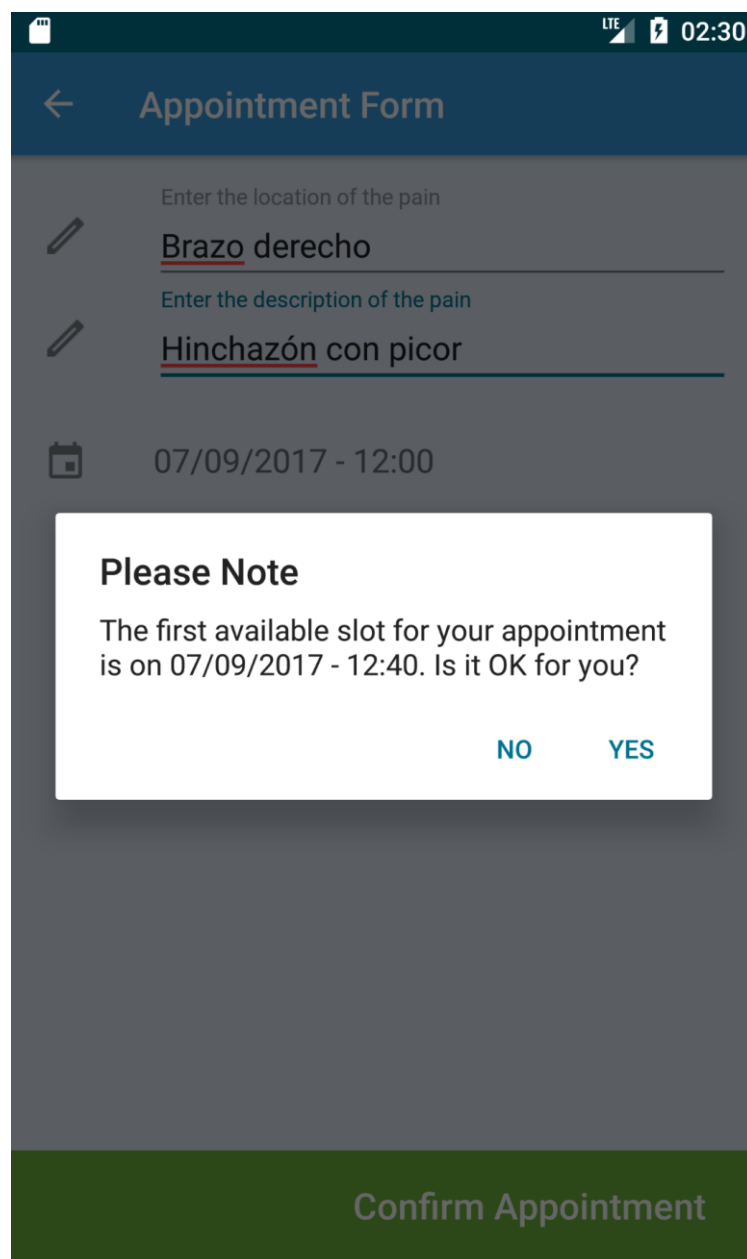 LTE 02:30
Appointment Form
Enter the location of the pain
Brazo derecho
Enter the description of the pain
Hinchazón con picor
07/09/2017 - 12:00
Please Note
The first available slot for your appointment
is on 07/09/2017 - 12:40. Is it OK for you?
NO YES
Confirm Appointment